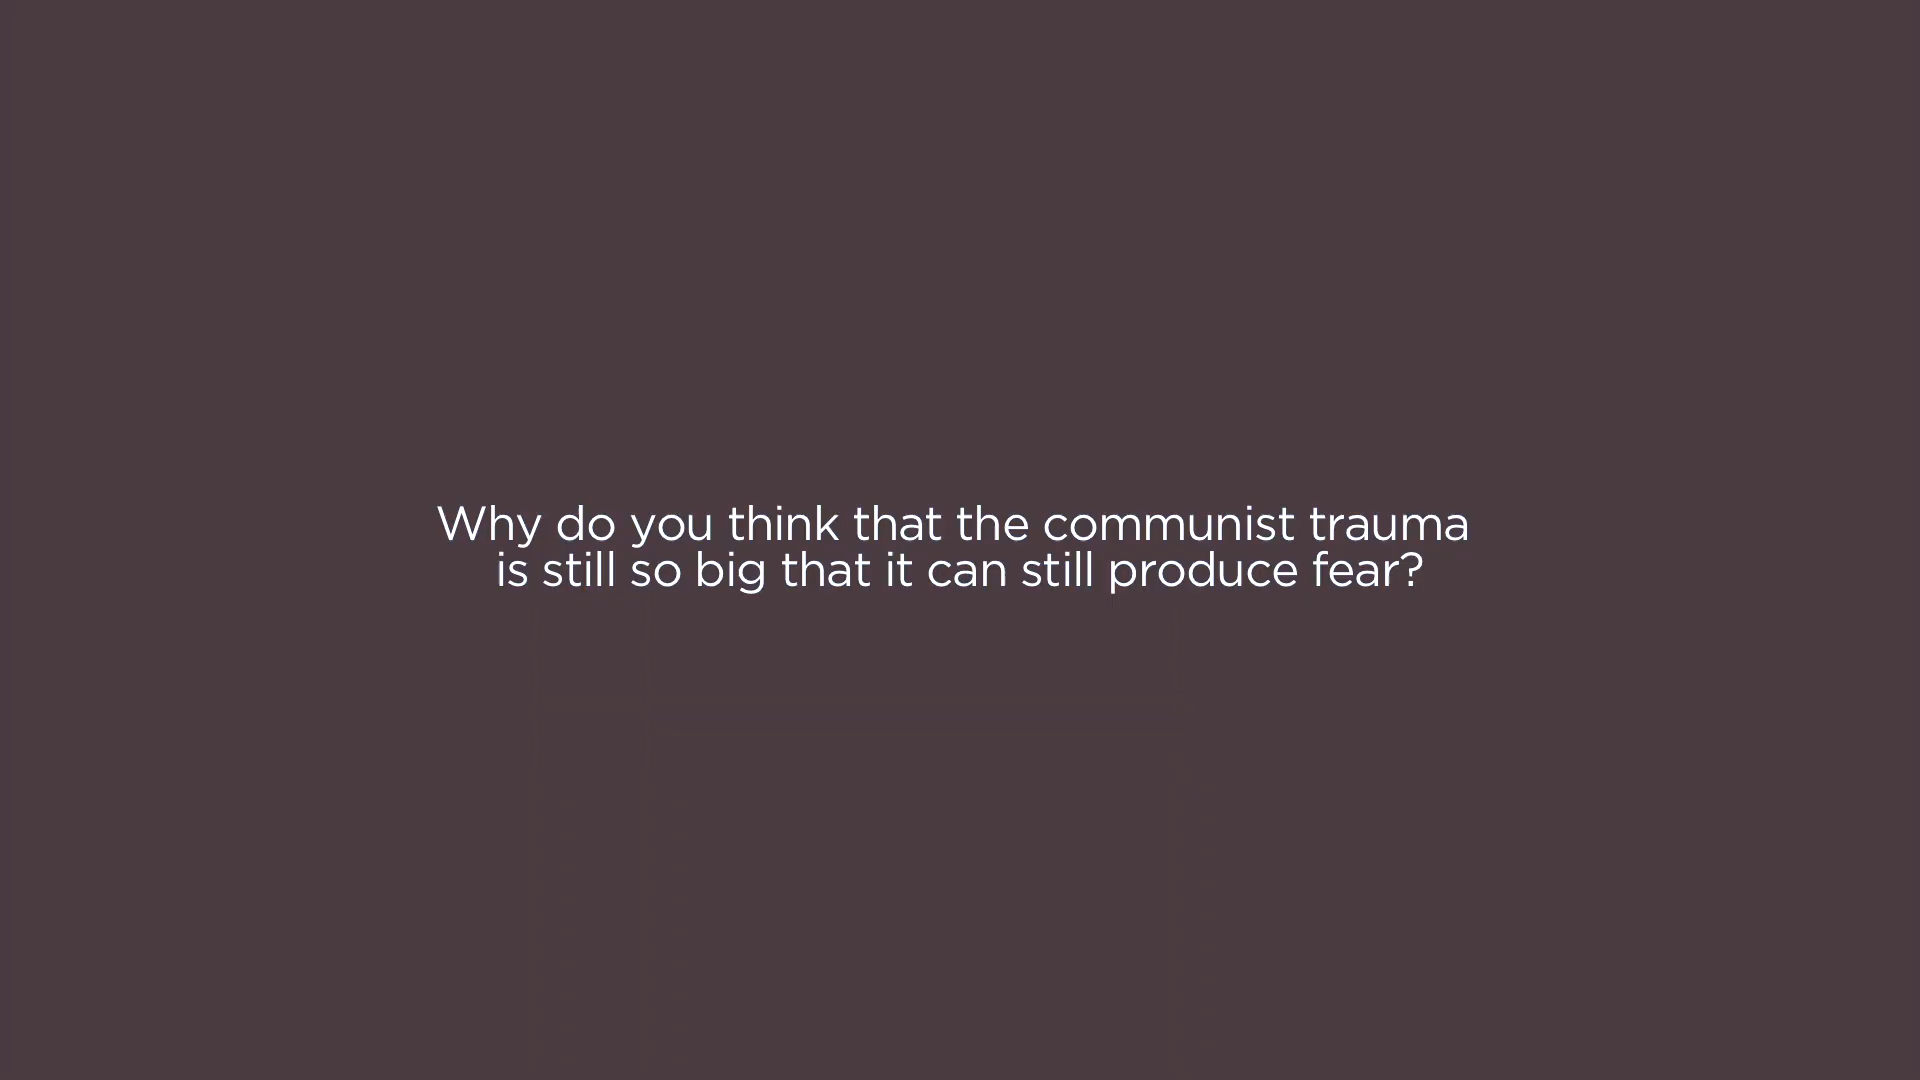 Why do you think that the communist trauma
is still so big that it can still produce fear?